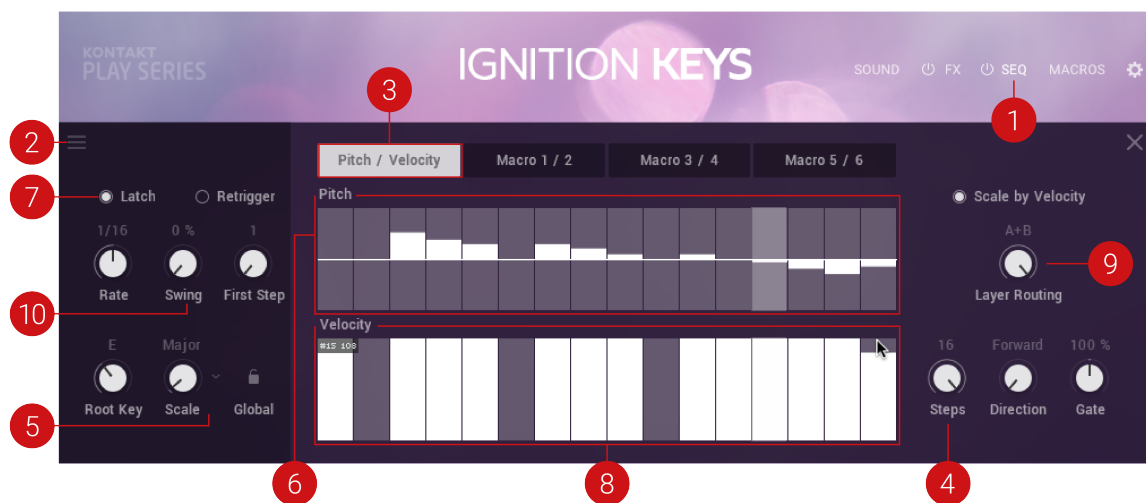 KONTAKT
PLAY SERIES
IGNITION KEYS
SOUND FX SEQ MACROS
3
1
2
Pitch / Velocity Macro 1 / 2 Macro 3 / 4 Macro 5 / 6
7 Latch Retrigger Pitch Scale by Velocity
1/16 0 % 1 A+B
9
Rate Swing First Step Layer Routing
10
Velocity
E Major #15 108 16 Forward 100 %
Root Key Scale Global Steps Direction Gate
5
6 8 4